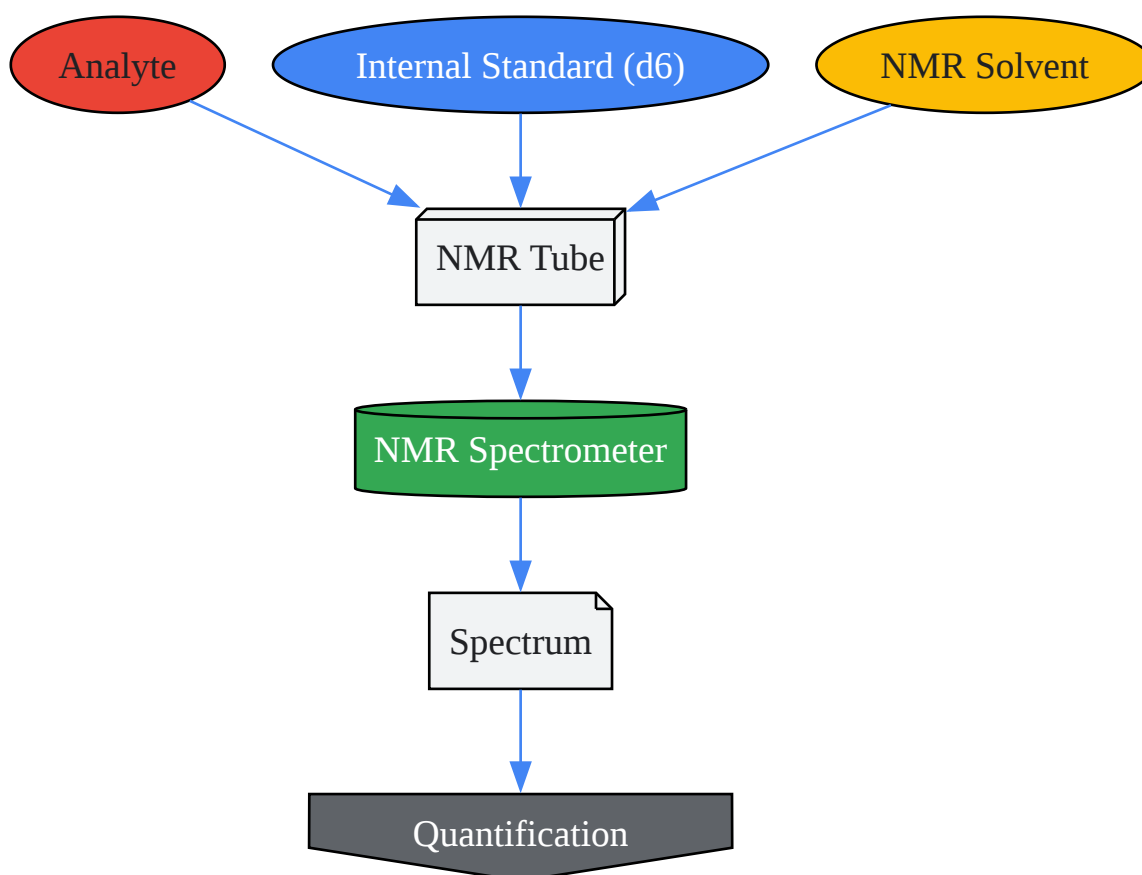 Analyte
Internal Standard (d6)
NMR Solvent
NMR Tube
NMR Spectrometer
Spectrum
Quantification